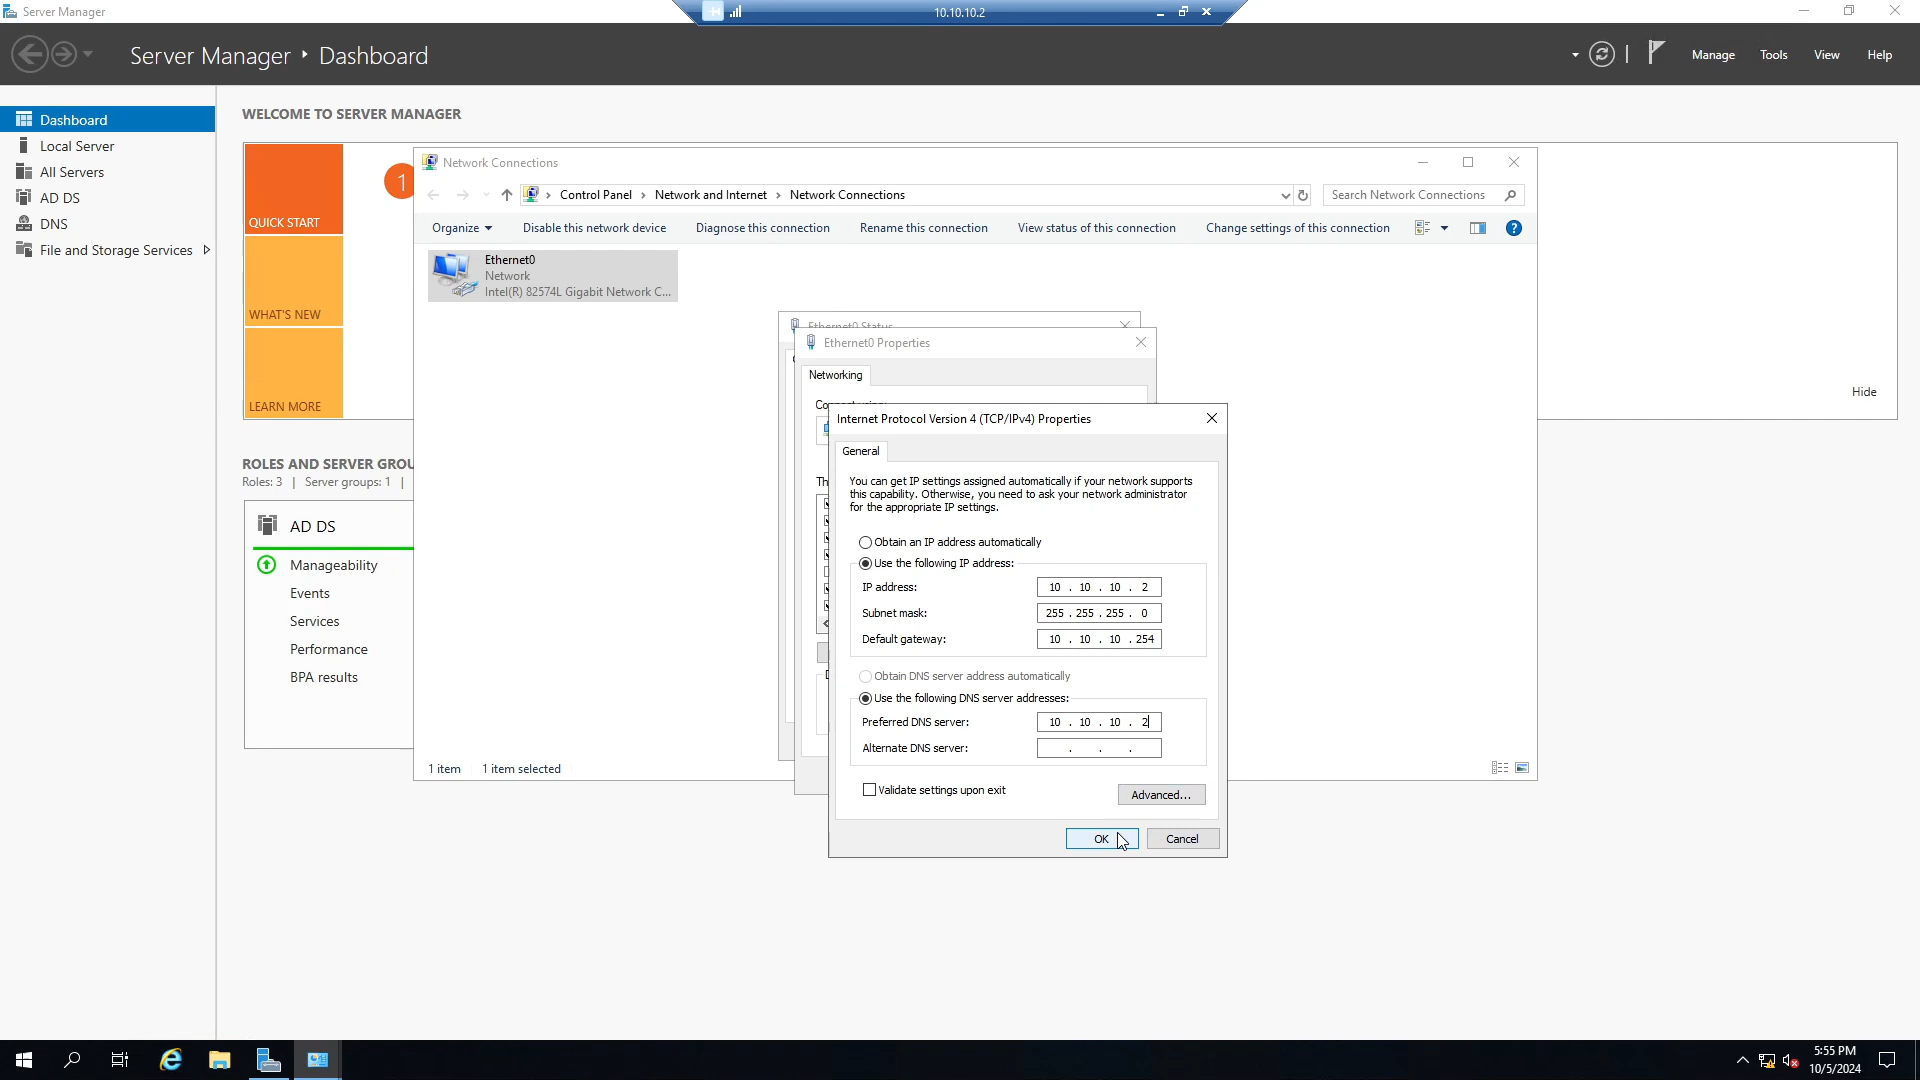 Server Manager
10.10.10.2
Server Manager Dashboard
Manage Tools View Help
Dashboard
Local Server
All Servers
AD DS
DNS
File and Storage Services
WELCOME TO SERVER MANAGER
QUICK START
WHAT'S NEW
LEARN MORE
1
Hide
ROLES AND SERVER GROU
Roles: 3 | Server groups: 1 |
AD DS
Manageability
Events
Services
Performance
BPA results
Network Connections
Control Panel > Network and Internet > Network Connections
Search Network Connections
Organize Disable this network device Diagnose this connection Rename this connection View status of this connection Change settings of this connection
Ethernet0
Network
Intel(R) 82574L Gigabit Network C...
1 item 1 item selected
Ethernet0 Status
Ethernet0 Properties
Networking
Internet Protocol Version 4 (TCP/IPv4) Properties
General
You can get IP settings assigned automatically if your network supports
this capability. Otherwise, you need to ask your network administrator
for the appropriate IP settings.
Obtain an IP address automatically
Use the following IP address:
IP address: 10 . 10 . 10 . 2
Subnet mask: 255 . 255 . 255 . 0
Default gateway: 10 . 10 . 10 . 254
Obtain DNS server address automatically
Use the following DNS server addresses:
Preferred DNS server: 10 . 10 . 10 . 2
Alternate DNS server: . . .
Validate settings upon exit
Advanced...
OK Cancel
5:55 PM
10/5/2024